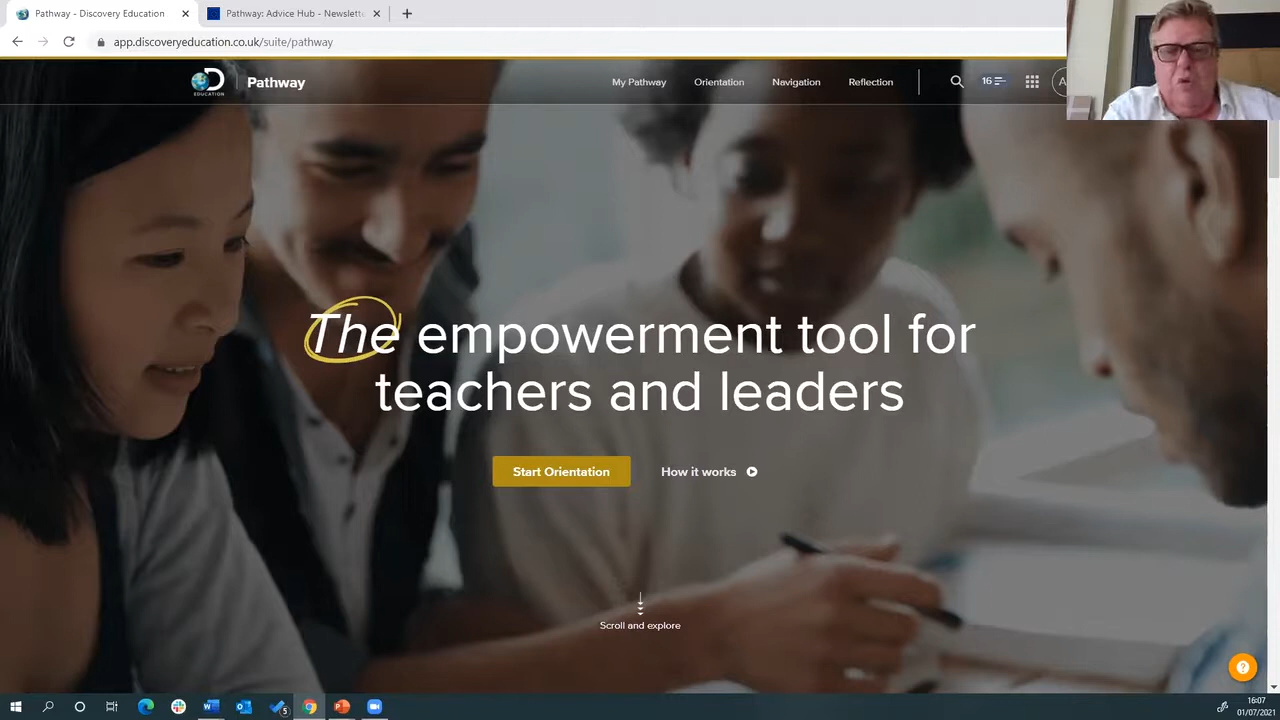 Pathway - Discovery Education
Pathway: Advice Hub - Newslett
app.discoveryeducation.co.uk/suite/pathway
EDUCATION
Pathway
My Pathway
Orientation
Navigation
Reflection
16
A
The empowerment tool for
teachers and leaders
Start Orientation
How it works
Scroll and explore
5
16:07
01/07/2021